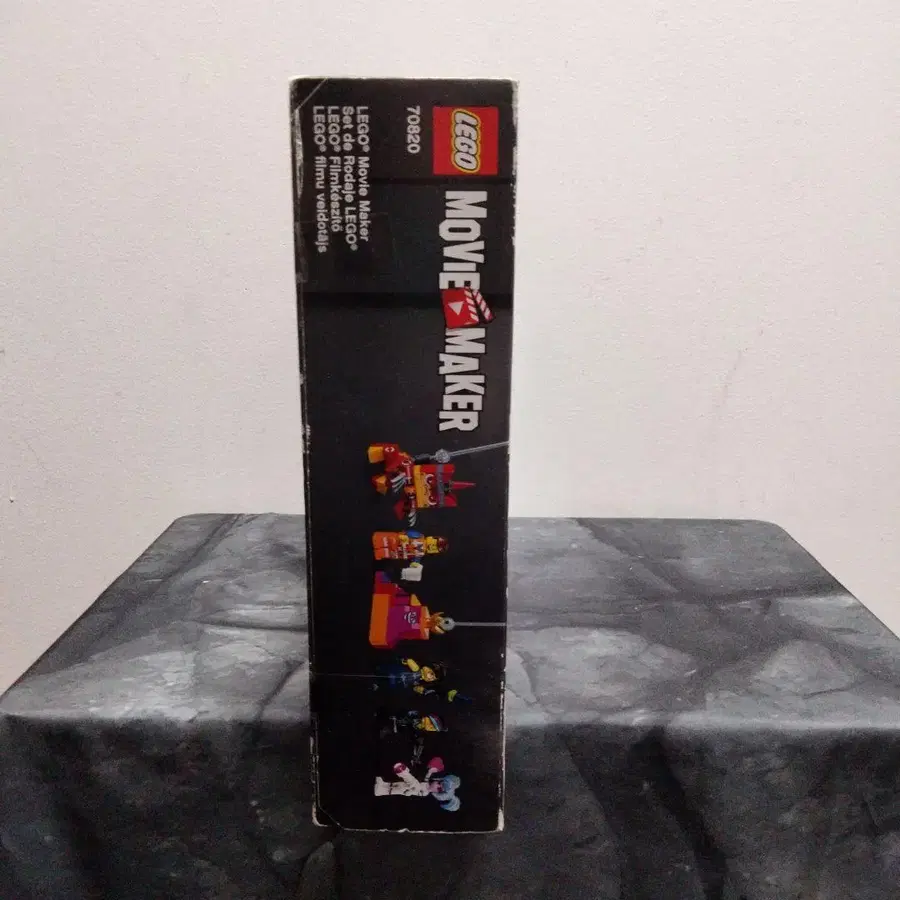 LEGO
MOVIE MAKER
70820
LEGO® Movie Maker
Set de Rodaje LEGO®
LEGO® Filmkészítő
LEGO® filmu veidotājs